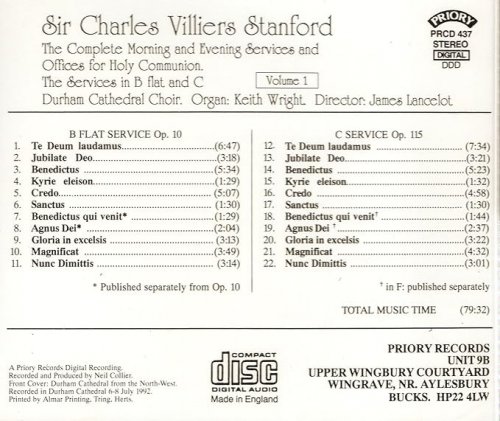 Sir Charles Villiers Stanford
The Complete Morning and Evening Services and
Offices for Holy Communion.
The Services in B flat and C
Volume 1
Durham Cathedral Choir. Organ: Keith Wright. Director: James Lancelot.
PRIORY
PRCD 437
STEREO
DIGITAL
DDD
B FLAT SERVICE Op. 10
1. Te Deum laudamus (6:47)
2. Jubilate Deo (3:18)
3. Benedictus (5:34)
4. Kyrie eleison (1:29)
5. Credo (5:07)
6. Sanctus (1:30)
7. Benedictus qui venit* (1:29)
8. Agnus Dei* (2:04)
9. Gloria in excelsis (3:13)
10. Magnificat (3:49)
11. Nunc Dimittis (3:14)
* Published separately from Op. 10
C SERVICE Op. 115
12. Te Deum laudamus (7:34)
13. Jubilate Deo (3:21)
14. Benedictus (5:23)
15. Kyrie eleison (1:32)
16. Credo (4:58)
17. Sanctus (1:30)
18. Benedictus qui venit† (1:44)
19. Agnus Dei † (2:37)
20. Gloria in excelsis (3:22)
21. Magnificat (4:32)
22. Nunc Dimittis (3:01)
† in F: published separately
TOTAL MUSIC TIME (79:32)
A Priory Records Digital Recording.
Recorded and Produced by Neil Collier.
Front Cover: Durham Cathedral from the North-West.
Recorded in Durham Cathedral 6-8 July 1992.
Printed by Almar Printing, Tring, Herts.
COMPACT
disc
DIGITAL AUDIO
Made in England
PRIORY RECORDS
UNIT 9B
UPPER WINGBURY COURTYARD
WINGRAVE, NR. AYLESBURY
BUCKS. HP22 4LW